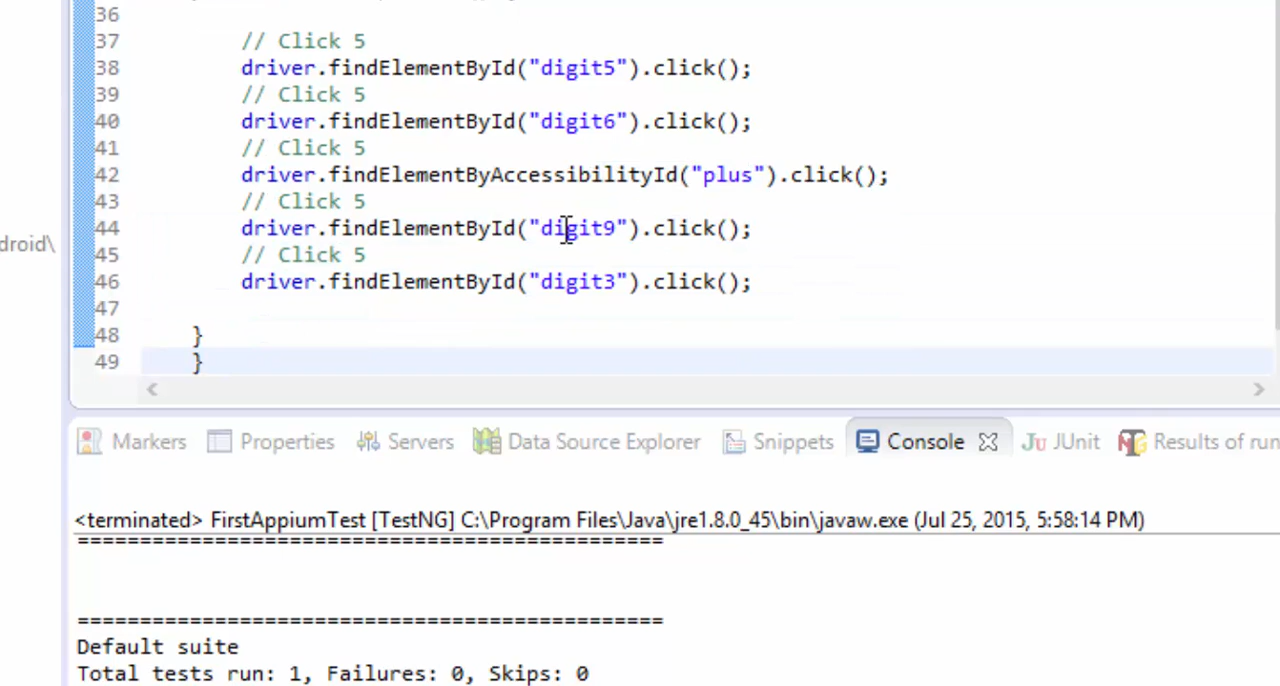 36
37 // Click 5
38 driver.findElementById("digit5").click();
39 // Click 5
40 driver.findElementById("digit6").click();
41 // Click 5
42 driver.findElementByAccessibilityId("plus").click();
43 // Click 5
44 driver.findElementById("digit9").click();
droid\
45 // Click 5
46 driver.findElementById("digit3").click();
47
48 }
49 }
Markers Properties Servers Data Source Explorer Snippets Console Ju JUnit Results of run
<terminated> FirstAppiumTest [TestNG] C:\Program Files\Java\jre1.8.0_45\bin\javaw.exe (Jul 25, 2015, 5:58:14 PM)
===============================================
===============================================
Default suite
Total tests run: 1, Failures: 0, Skips: 0